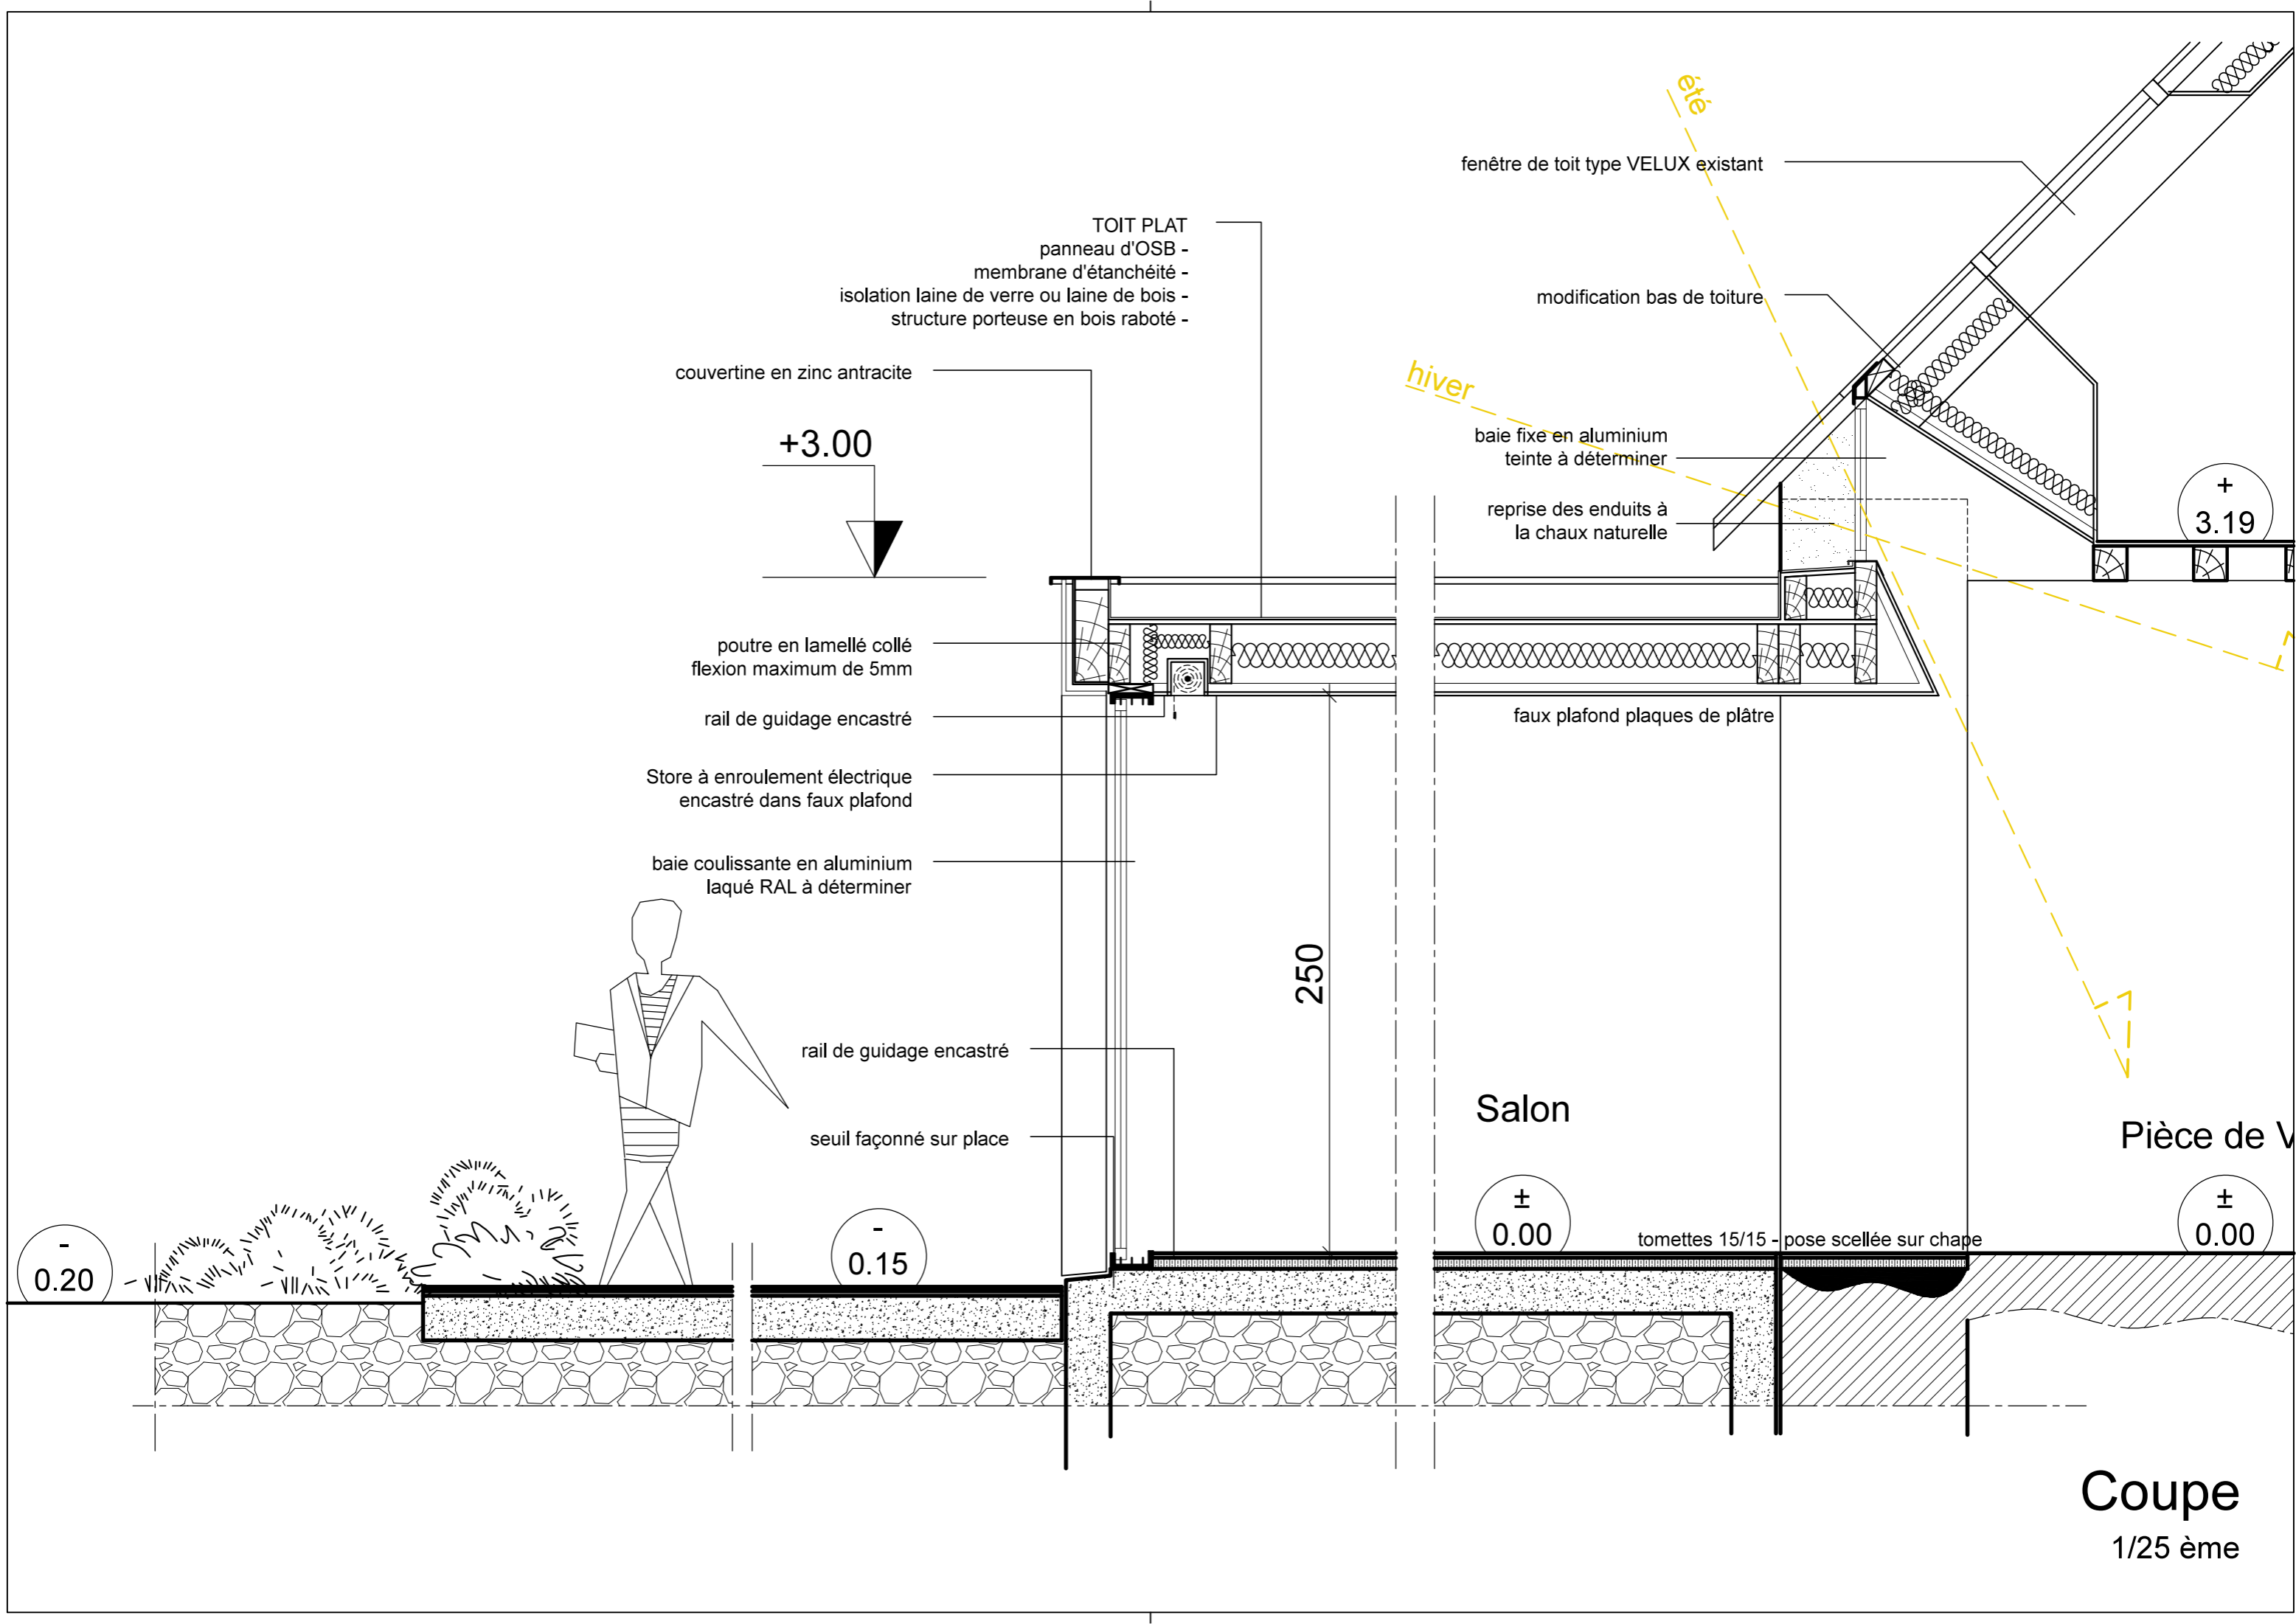 été
fenêtre de toit type VELUX existant
TOIT PLAT
panneau d'OSB -
membrane d'étanchéité -
isolation laine de verre ou laine de bois -
structure porteuse en bois raboté -
modification bas de toiture
couvertine en zinc antracite
hiver
+3.00
baie fixe en aluminium
teinte à déterminer
reprise des enduits à
la chaux naturelle
+
3.19
poutre en lamellé collé
flexion maximum de 5mm
rail de guidage encastré
faux plafond plaques de plâtre
Store à enroulement électrique
encastré dans faux plafond
baie coulissante en aluminium
laqué RAL à déterminer
250
rail de guidage encastré
Salon
seuil façonné sur place
Pièce de V
-
0.20
-
0.15
±
0.00
tomettes 15/15 - pose scellée sur chape
±
0.00
Coupe
1/25 ème